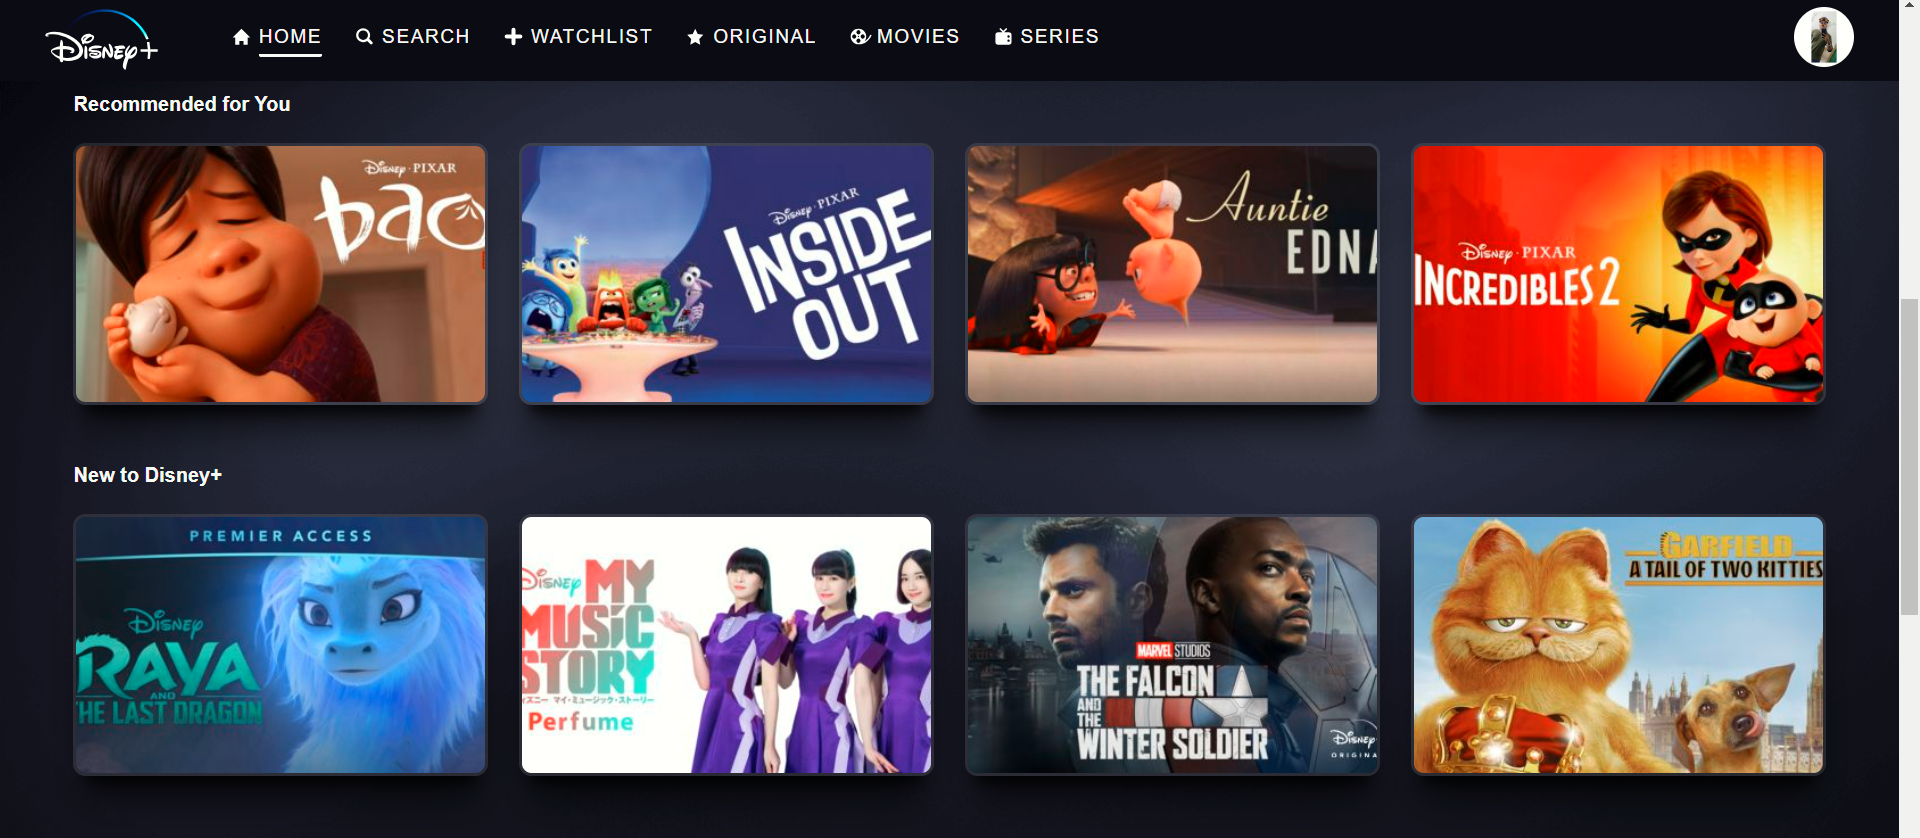 Disney+
HOME
SEARCH
WATCHLIST
ORIGINAL
MOVIES
SERIES
Recommended for You
Disney · PIXAR
bao
Disney · PIXAR
INSIDE
OUT
Auntie
EDNA
Disney · PIXAR
INCREDIBLES 2
New to Disney+
PREMIER ACCESS
Disney
RAYA
AND
THE LAST DRAGON
Disney MY
MUSIC
STORY
ィズニー マイ・ミュージック・ストーリー
Perfume
MARVEL STUDIOS
THE FALCON
AND
THE
WINTER SOLDIER
Disney
ORIGINA
GARFIELD
A TAIL OF TWO KITTIES